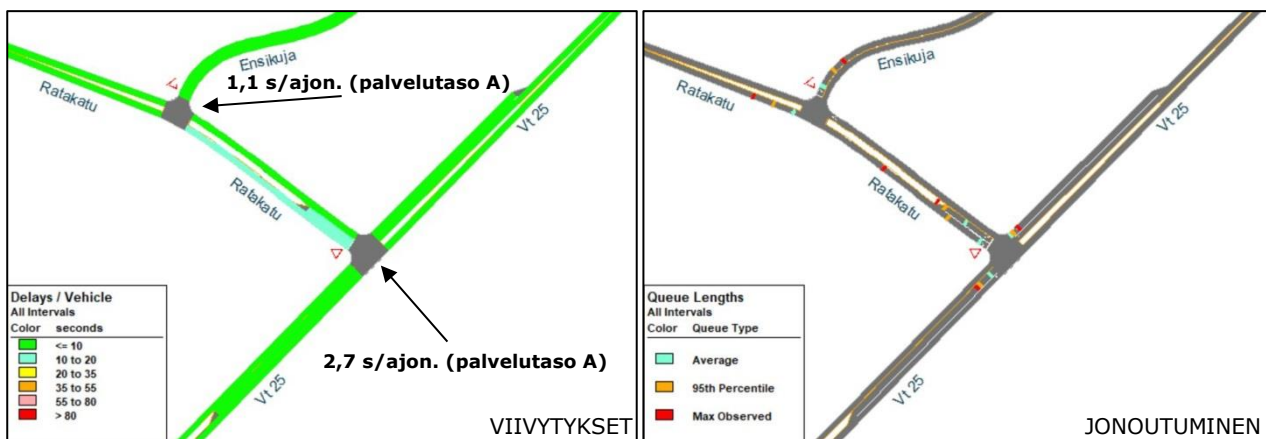 Ensikuja
1,1 s/ajon. (palvelutaso A)
Ratakatu
Vt 25
Ratakatu
2,7 s/ajon. (palvelutaso A)
Vt 25
Delays / Vehicle
All Intervals
Color seconds
<= 10
10 to 20
20 to 35
35 to 55
55 to 80
> 80
VIIVYTYKSET
Ensikuja
Ratakatu
Vt 25
Ratakatu
Vt 25
Queue Lengths
All Intervals
Color Queue Type
Average
95th Percentile
Max Observed
JONOUTUMINEN